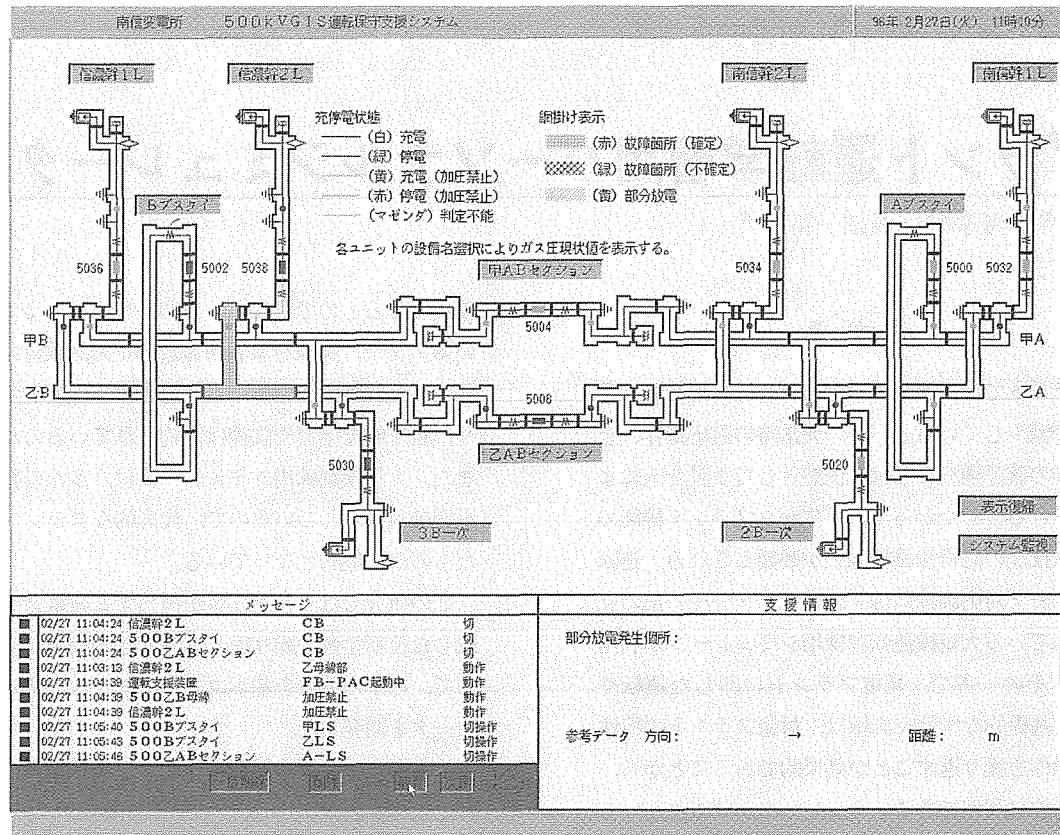 南信変電所 500kVGIS運転保守支援システム 96年 2月27日(火) 11時10分
信濃幹1L 信濃幹2L 南信幹2L 南信幹1L
充停電状態 網掛け表示
(白) 充電 (赤) 故障箇所 (確定)
(緑) 停電
(黄) 充電 (加圧禁止) (緑) 故障箇所 (不確定)
(赤) 停電 (加圧禁止) (黄) 部分放電
(マゼンダ) 判定不能
Bブスタイ Aブスタイ
各ユニットの設備名選択によりガス圧現状値を表示する。
甲ABセクション
5036 5002 5038 5034 5000 5032
5004
甲B 甲A
乙B 乙A
5008
乙ABセクション
5030 5020
表示復帰
3B一次 2B一次
システム監視
メッセージ 支援情報
02/27 11:04:24 信濃幹2L CB 切
02/27 11:04:24 500Bブスタイ CB 切
02/27 11:04:24 500乙ABセクション CB 切
02/27 11:03:13 信濃幹2L 乙母線部 動作
02/27 11:04:39 運転支援装置 FB-PAC起動中 動作
02/27 11:04:39 500乙B母線 加圧禁止 動作
02/27 11:04:39 信濃幹2L 加圧禁止 動作
02/27 11:05:40 500Bブスタイ 甲LS 切操作
02/27 11:05:43 500Bブスタイ 乙LS 切操作
02/27 11:05:46 500乙ABセクション A-LS 切操作
部分放電発生個所:
参考データ 方向: → 距離: m